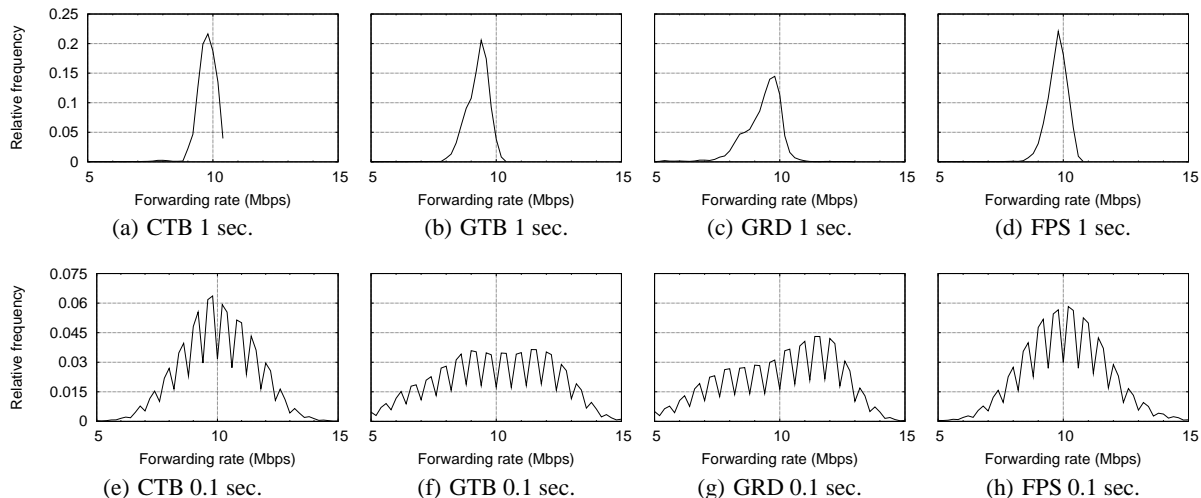 0.25
0.2
0.15
0.1
0.05
0
Relative frequency
5 10 15
Forwarding rate (Mbps)
(a) CTB 1 sec.
5 10 15
Forwarding rate (Mbps)
(b) GTB 1 sec.
5 10 15
Forwarding rate (Mbps)
(c) GRD 1 sec.
5 10 15
Forwarding rate (Mbps)
(d) FPS 1 sec.
0.075
0.06
0.045
0.03
0.015
0
Relative frequency
5 10 15
Forwarding rate (Mbps)
(e) CTB 0.1 sec.
5 10 15
Forwarding rate (Mbps)
(f) GTB 0.1 sec.
5 10 15
Forwarding rate (Mbps)
(g) GRD 0.1 sec.
5 10 15
Forwarding rate (Mbps)
(h) FPS 0.1 sec.